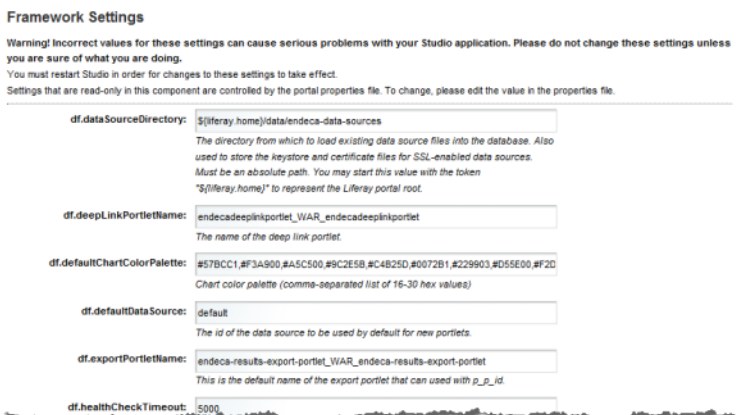 Framework Settings
Warning! Incorrect values for these settings can cause serious problems with your Studio application. Please do not change these settings unless
you are sure of what you are doing.
You must restart Studio in order for changes to these settings to take effect.
Settings that are read-only in this component are controlled by the portal properties file. To change, please edit the value in the properties file.
df.dataSourceDirectory: ${liferay.home}/data/endeca-data-sources
The directory from which to load existing data source files into the database. Also
used to store the keystore and certificate files for SSL-enabled data sources.
Must be an absolute path. You may start this value with the token
"${liferay.home}" to represent the Liferay portal root.
df.deepLinkPortletName: endecadeeplinkportlet_WAR_endecadeeplinkportlet
The name of the deep link portlet.
df.defaultChartColorPalette: #57BCC1,#F3A900,#A5C500,#9C2E5B,#C4B25D,#0072B1,#229903,#D55E00,#F2D
Chart color palette (comma-separated list of 16-30 hex values)
df.defaultDataSource: default
The id of the data source to be used by default for new portlets.
df.exportPortletName: endeca-results-export-portlet_WAR_endeca-results-export-portlet
This is the default name of the export portlet that can used with p_p_id.
df.healthCheckTimeout: 5000